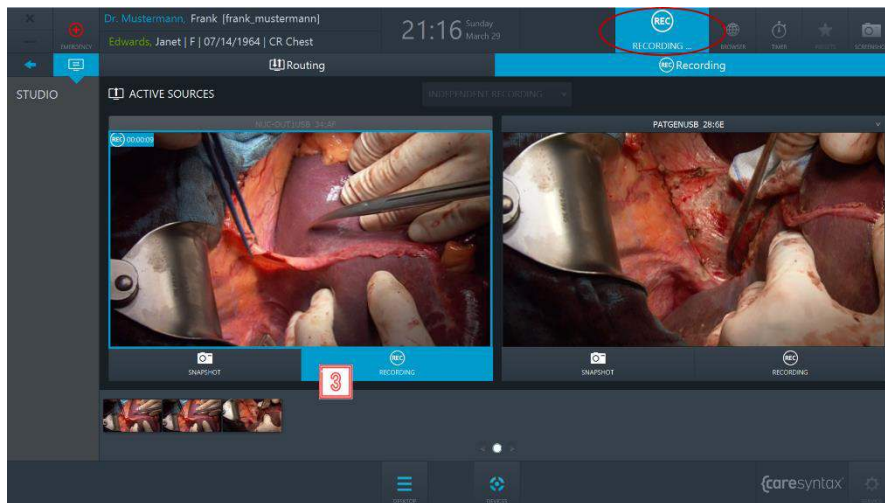 Dr. Mustermann, Frank [frank_mustermann]
Edwards, Janet | F | 07/14/1964 | CR Chest
21:16 Sunday
March 29
REC
RECORDING ...
EMERGENCY
BROWSER
TIMER
SCREENSHOT
Routing
REC Recording
STUDIO
ACTIVE SOURCES
INDEPENDENT RECORDING
PATGENUSB 28:6E
REC 00:00:09
SNAPSHOT
REC
RECORDING
SNAPSHOT
REC
RECORDING
3
DEVICES
{caresyntax